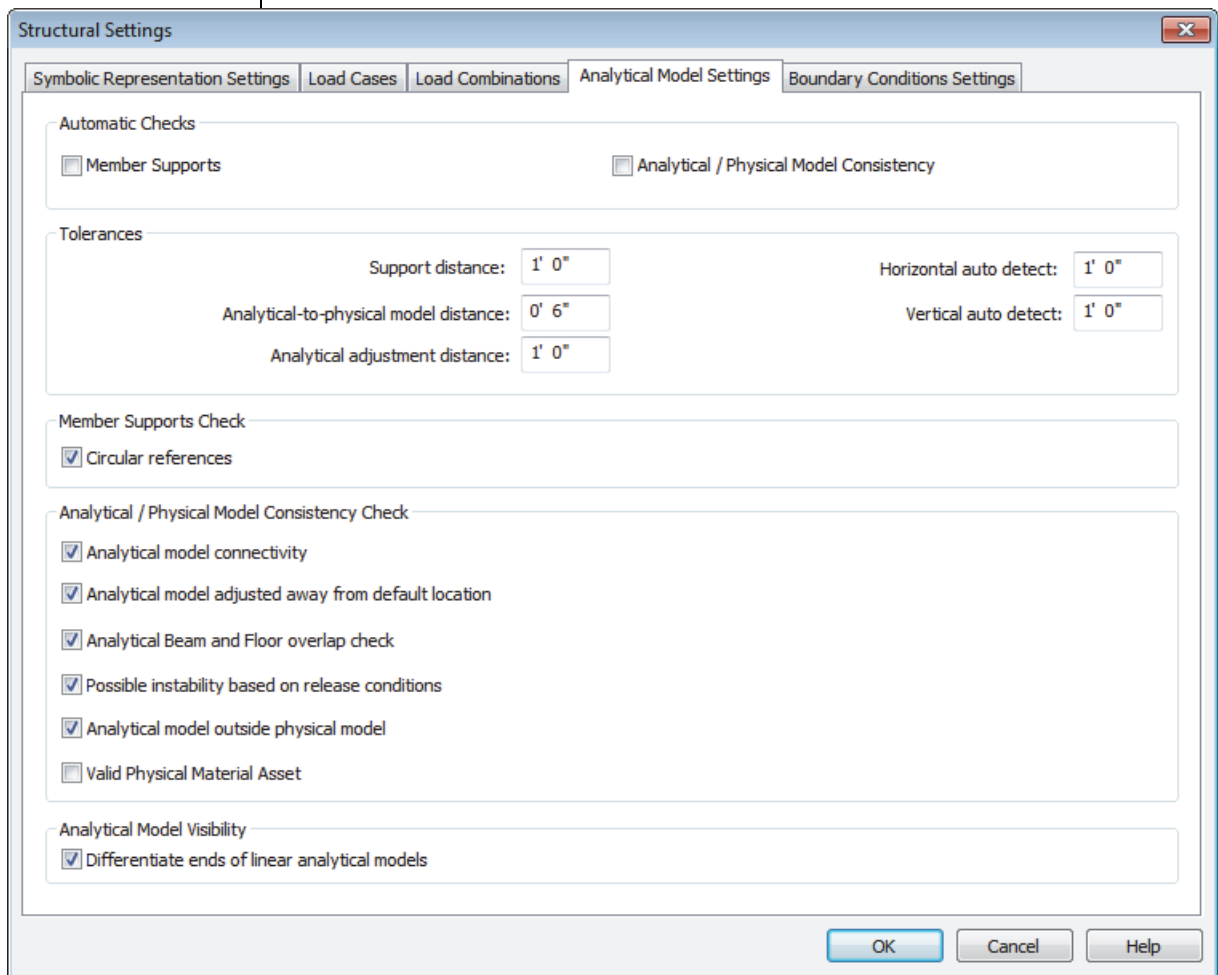 Structural Settings
Symbolic Representation Settings Load Cases Load Combinations Analytical Model Settings Boundary Conditions Settings
Automatic Checks
Member Supports Analytical / Physical Model Consistency
Tolerances
Support distance: 1' 0" Horizontal auto detect: 1' 0"
Analytical-to-physical model distance: 0' 6" Vertical auto detect: 1' 0"
Analytical adjustment distance: 1' 0"
Member Supports Check
Circular references
Analytical / Physical Model Consistency Check
Analytical model connectivity
Analytical model adjusted away from default location
Analytical Beam and Floor overlap check
Possible instability based on release conditions
Analytical model outside physical model
Valid Physical Material Asset
Analytical Model Visibility
Differentiate ends of linear analytical models
OK Cancel Help